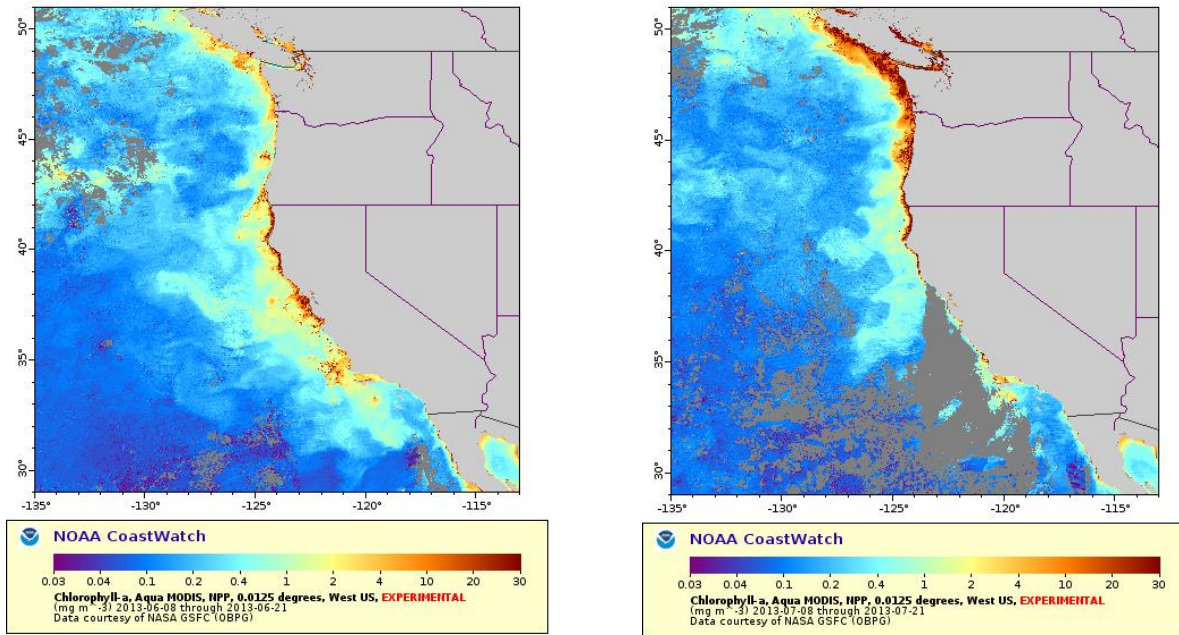 50°
45°
40°
35°
30°
-135° -130° -125° -120° -115°
NOAA CoastWatch
0.03 0.04 0.1 0.2 0.4 1 2 4 10 20 30
Chlorophyll-a, Aqua MODIS, NPP, 0.0125 degrees, West US, EXPERIMENTAL
(mg m^-3) 2013-06-08 through 2013-06-21
Data courtesy of NASA GSFC (OBPG)
50°
45°
40°
35°
30°
-135° -130° -125° -120° -115°
NOAA CoastWatch
0.03 0.04 0.1 0.2 0.4 1 2 4 10 20 30
Chlorophyll-a, Aqua MODIS, NPP, 0.0125 degrees, West US, EXPERIMENTAL
(mg m^-3) 2013-07-08 through 2013-07-21
Data courtesy of NASA GSFC (OBPG)